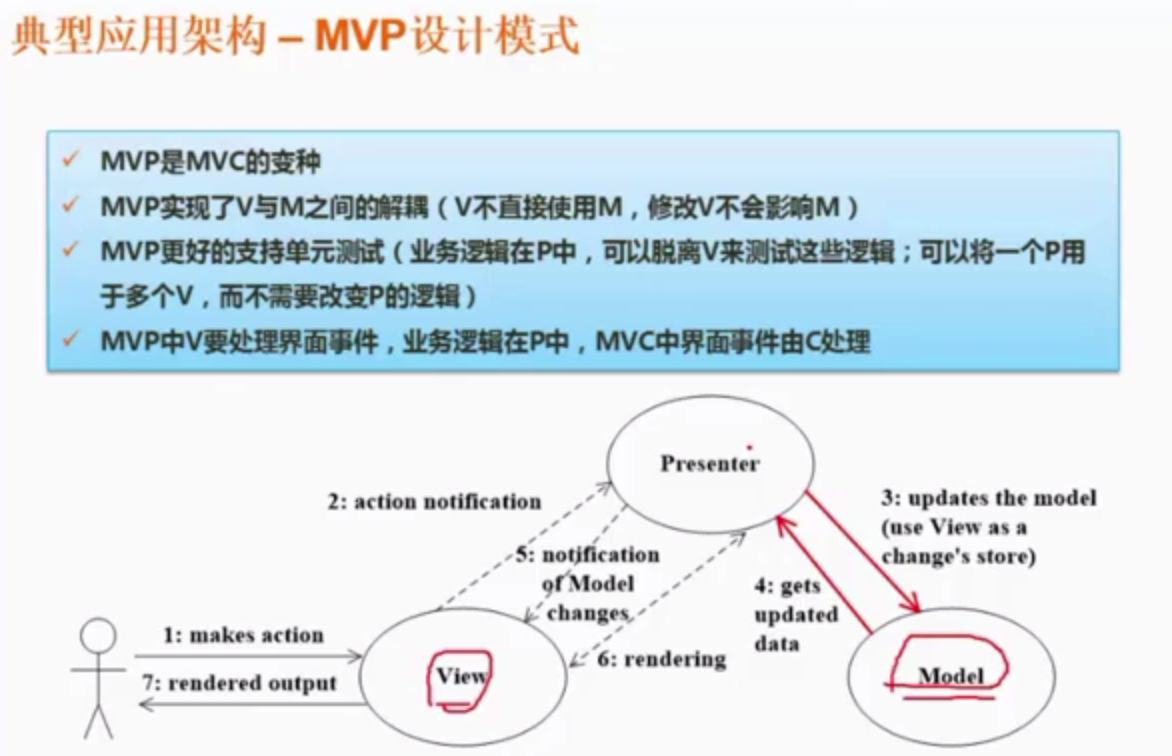 典型应用架构 – MVP设计模式
✓ MVP是MVC的变种
✓ MVP实现了V与M之间的解耦（V不直接使用M，修改V不会影响M）
✓ MVP更好的支持单元测试（业务逻辑在P中，可以脱离V来测试这些逻辑；可以将一个P用
于多个V，而不需要改变P的逻辑）
✓ MVP中V要处理界面事件，业务逻辑在P中，MVC中界面事件由C处理
Presenter
2: action notification
3: updates the model
(use View as a
change's store)
5: notification
of Model
changes
4: gets
updated
data
1: makes action
6: rendering
View
Model
7: rendered output